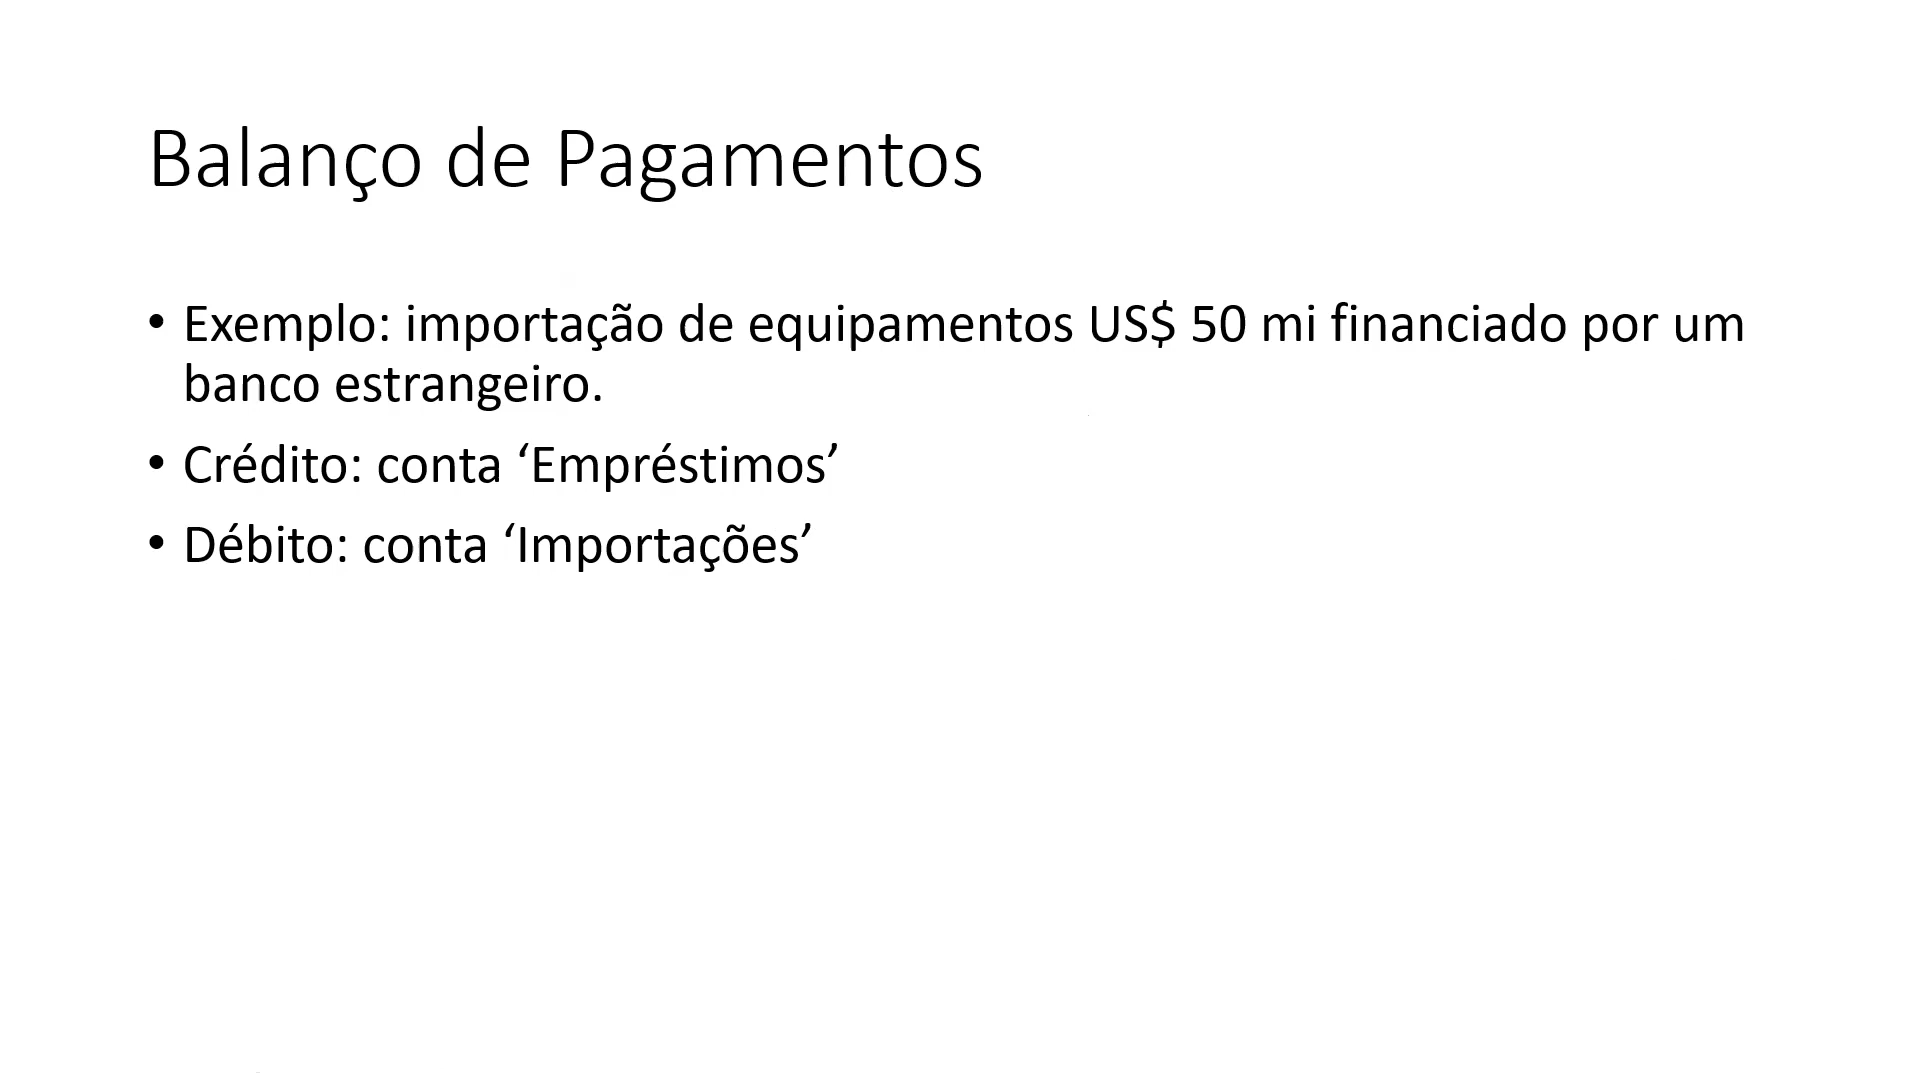 Balanço de Pagamentos
• Exemplo: importação de equipamentos US$ 50 mi financiado por um
banco estrangeiro.
• Crédito: conta ‘Empréstimos’
• Débito: conta ‘Importações’